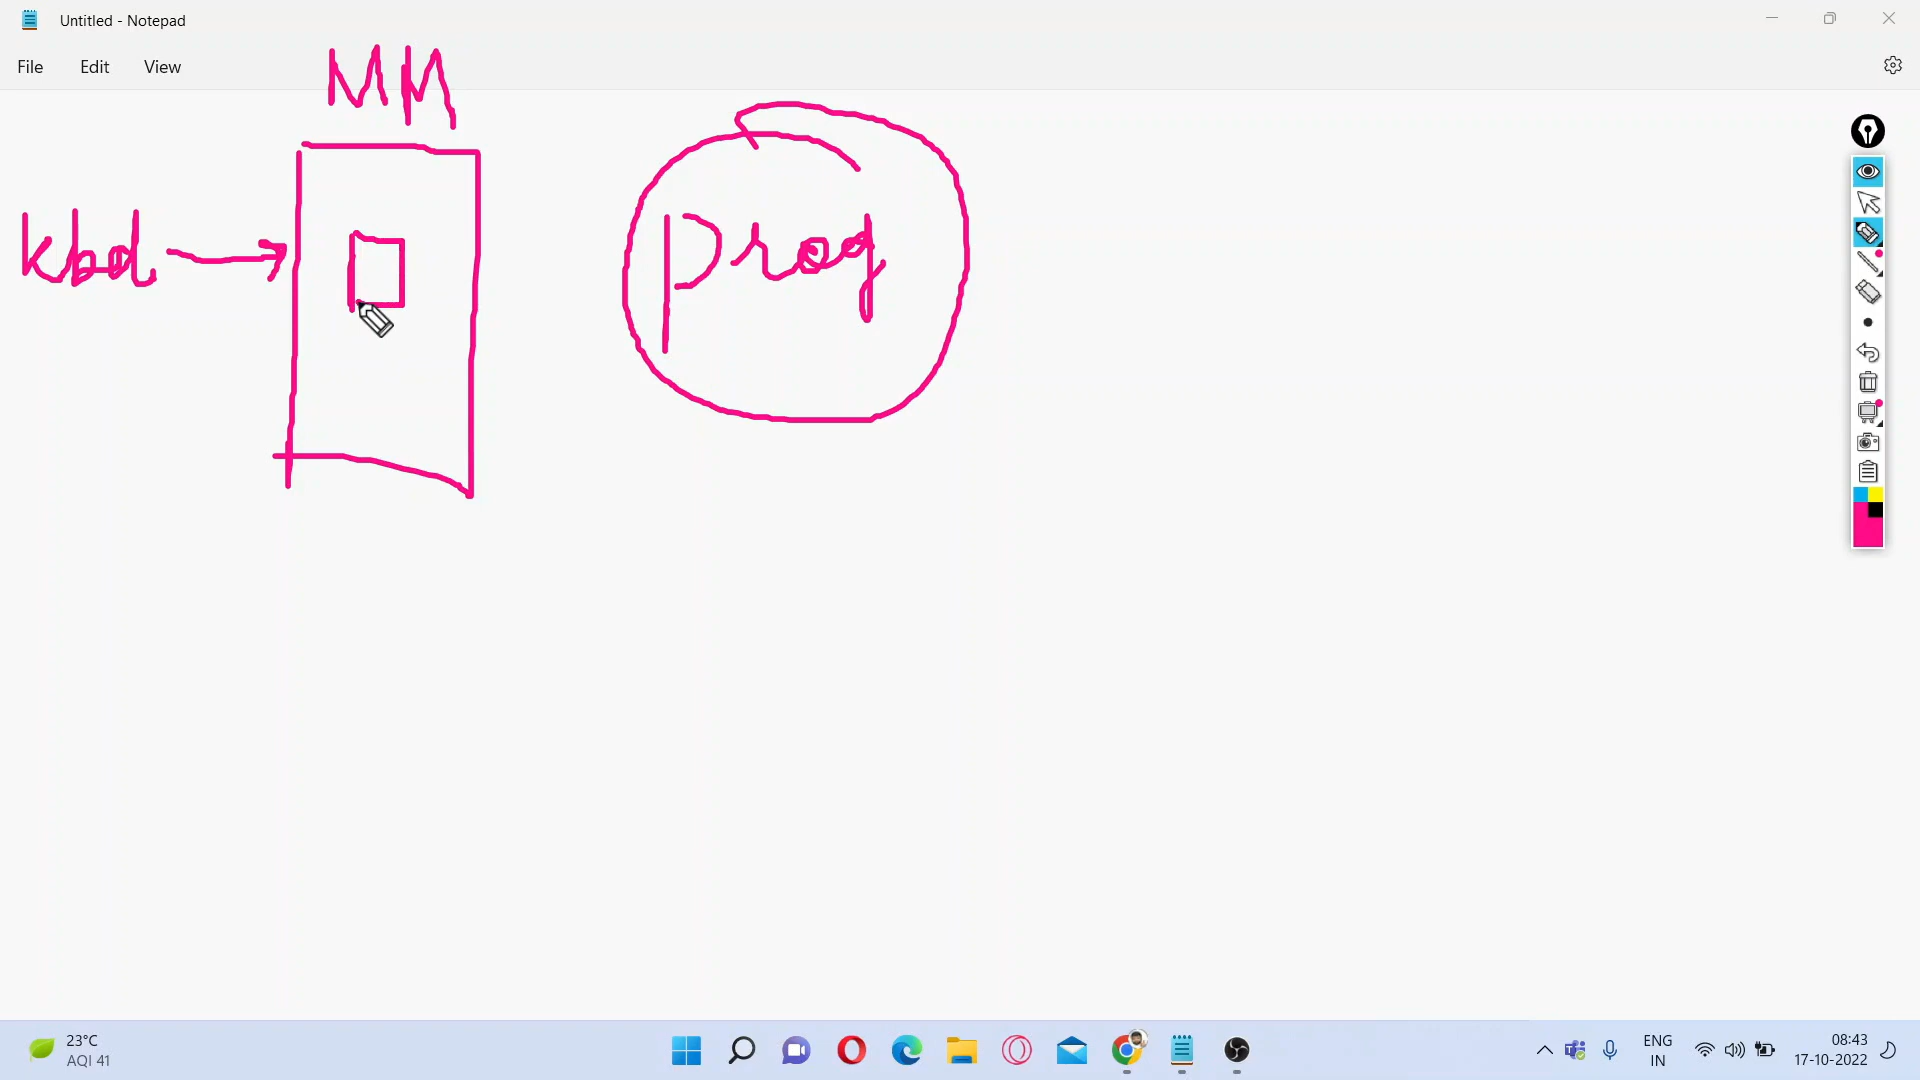 Untitled - Notepad
File Edit View
MM
kbd
prog
23°C
AQI 41
ENG
IN
08:43
17-10-2022